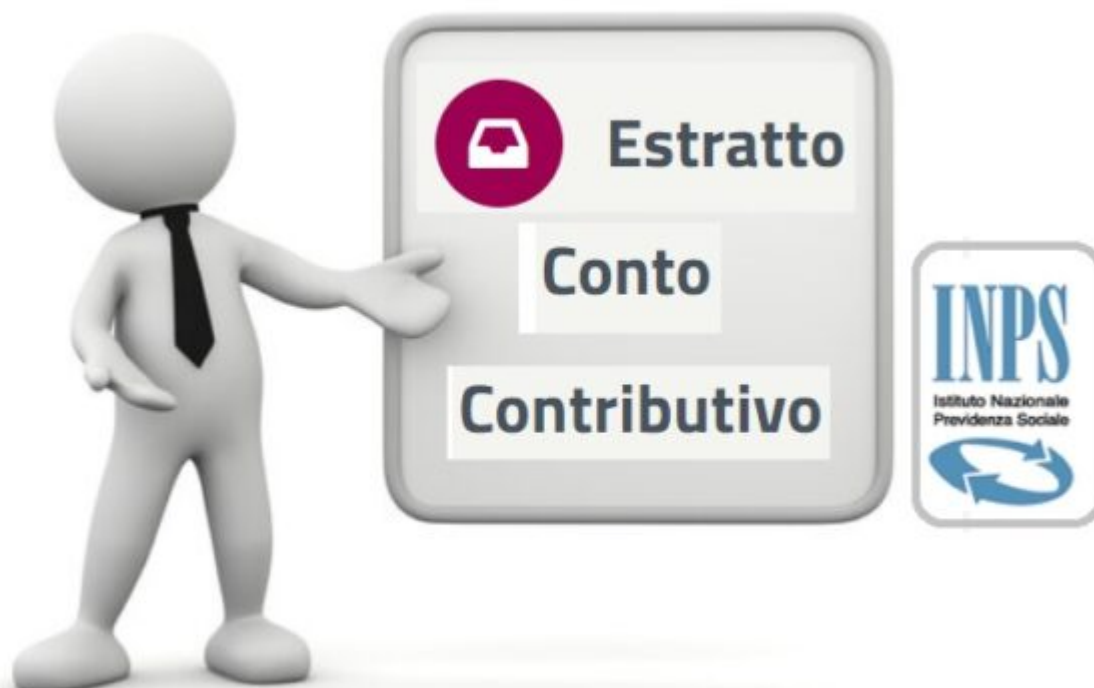 Estratto
Conto
Contributivo
INPS
Istituto Nazionale
Previdenza Sociale